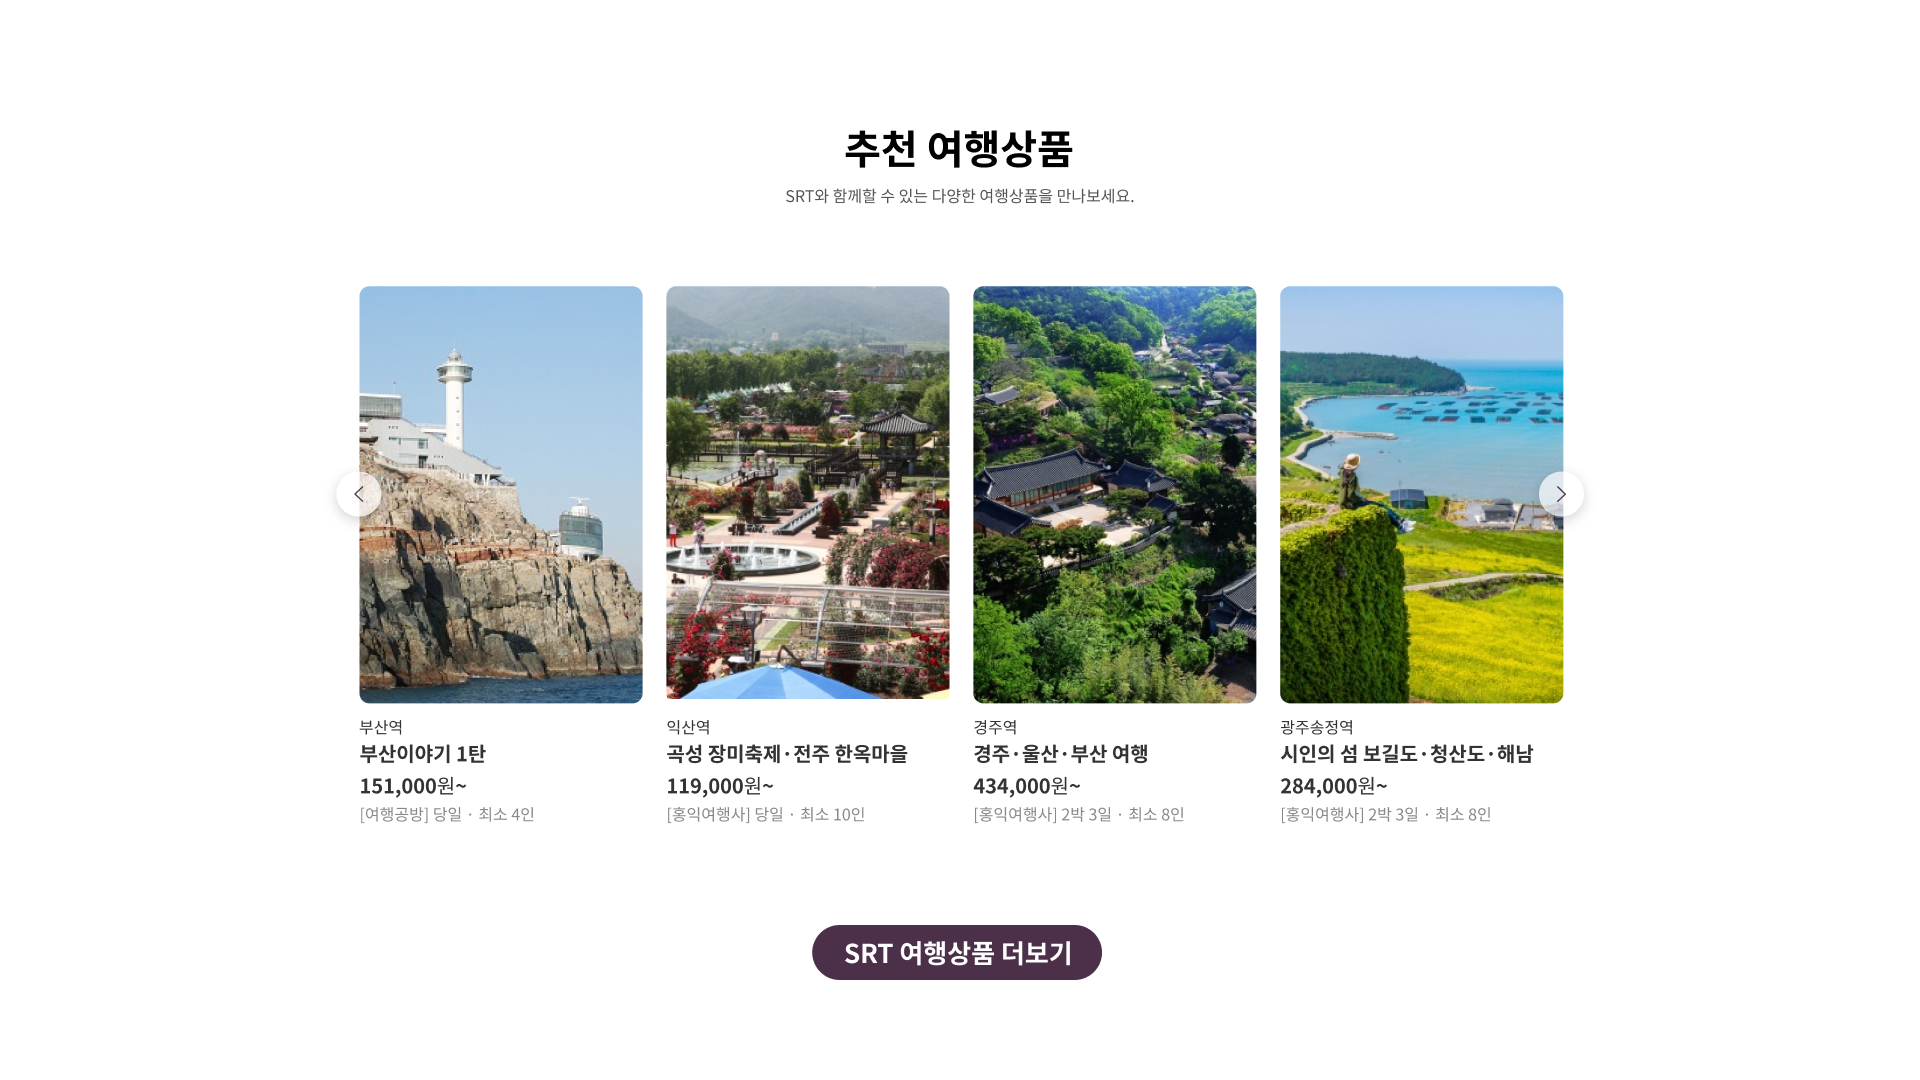 추천 여행상품
SRT와 함께할 수 있는 다양한 여행상품을 만나보세요.
부산역
부산이야기 1탄
151,000원~
[여행공방] 당일 · 최소 4인
익산역
곡성 장미축제·전주 한옥마을
119,000원~
[홍익여행사] 당일 · 최소 10인
경주역
경주·울산·부산 여행
434,000원~
[홍익여행사] 2박 3일 · 최소 8인
광주송정역
시인의 섬 보길도·청산도·해남
284,000원~
[홍익여행사] 2박 3일 · 최소 8인
SRT 여행상품 더보기